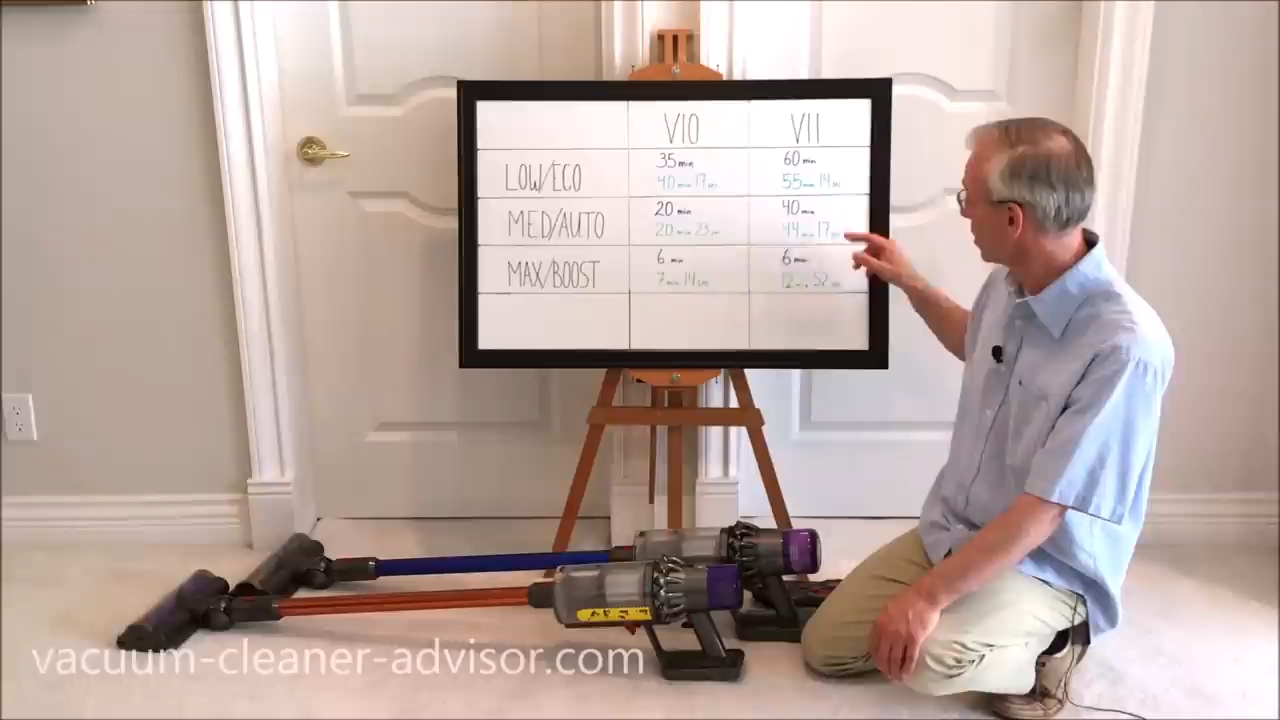 V10 V11
LOW/ECO 35 min 60 min
40 min 17 sec 55 min 14 sec
MED/AUTO 20 min 40 min
20 min 23 sec 44 min 17 sec
MAX/BOOST 6 min 6 min
7 min 14 sec 12 min 52 sec
vacuum-cleaner-advisor.com